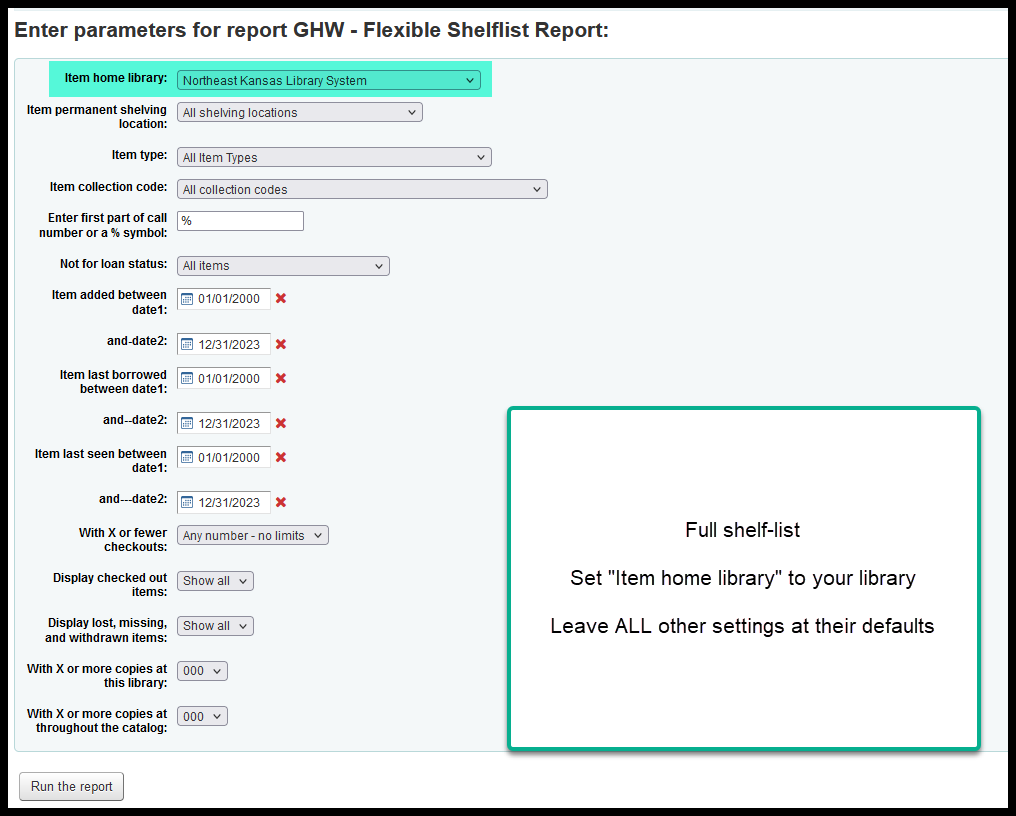 Enter parameters for report GHW - Flexible Shelflist Report:
Item home library: Northeast Kansas Library System
Item permanent shelving
location: All shelving locations
Item type: All Item Types
Item collection code: All collection codes
Enter first part of call
number or a % symbol: %
Not for loan status: All items
Item added between
date1: 01/01/2000
and-date2: 12/31/2023
Item last borrowed
between date1: 01/01/2000
and--date2: 12/31/2023
Item last seen between
date1: 01/01/2000
and---date2: 12/31/2023
With X or fewer
checkouts: Any number - no limits
Display checked out
items: Show all
Display lost, missing,
and withdrawn items: Show all
With X or more copies at
this library: 000
With X or more copies at
throughout the catalog: 000
Run the report
Full shelf-list
Set "Item home library" to your library
Leave ALL other settings at their defaults